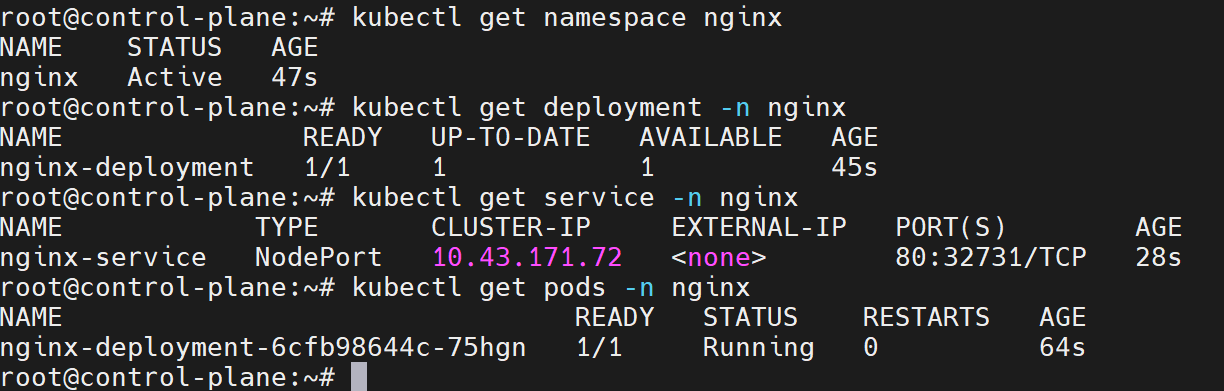 root@control-plane:~# kubectl get namespace nginx
NAME    STATUS   AGE
nginx   Active   47s
root@control-plane:~# kubectl get deployment -n nginx
NAME               READY   UP-TO-DATE   AVAILABLE   AGE
nginx-deployment   1/1     1            1           45s
root@control-plane:~# kubectl get service -n nginx
NAME            TYPE       CLUSTER-IP     EXTERNAL-IP   PORT(S)        AGE
nginx-service   NodePort   10.43.171.72   <none>        80:32731/TCP   28s
root@control-plane:~# kubectl get pods -n nginx
NAME                                READY   STATUS    RESTARTS   AGE
nginx-deployment-6cfb98644c-75hgn   1/1     Running   0          64s
root@control-plane:~#